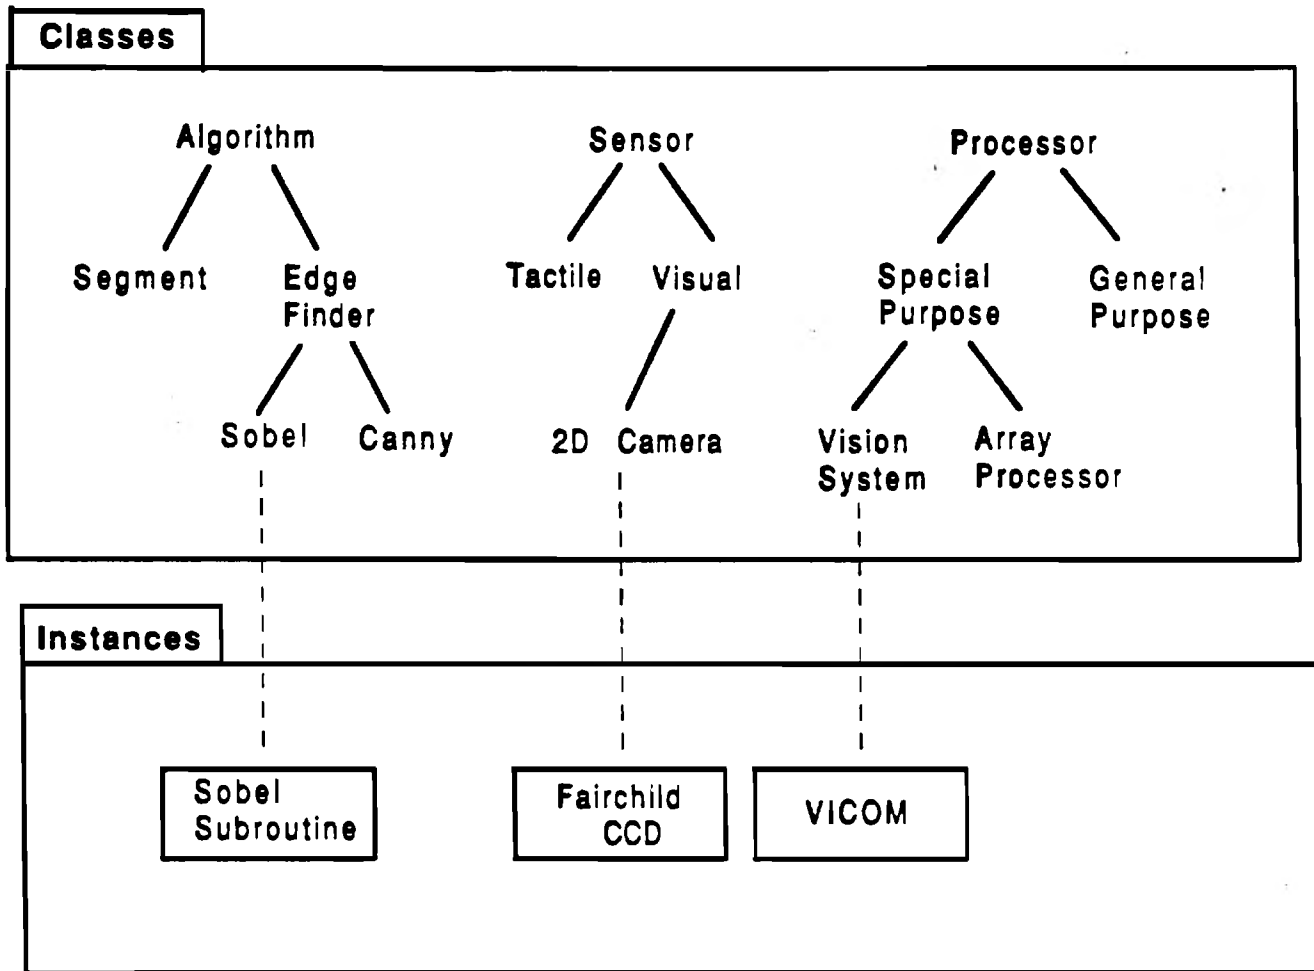 Classes
Algorithm
Sensor
Processor
Segment
Edge
Finder
Tactile
Visual
Special
Purpose
General
Purpose
Sobel
Canny
2D Camera
Vision
System
Array
Processor
Instances
Sobel
Subroutine
Fairchild
CCD
VICOM